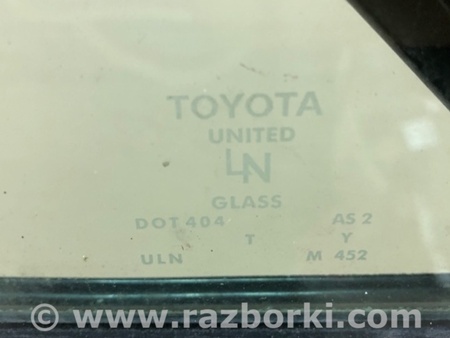 TOYOTA
UNITED
LN
GLASS
DOT 404 AS 2
T Y
ULN M 452
© www.razborki.com